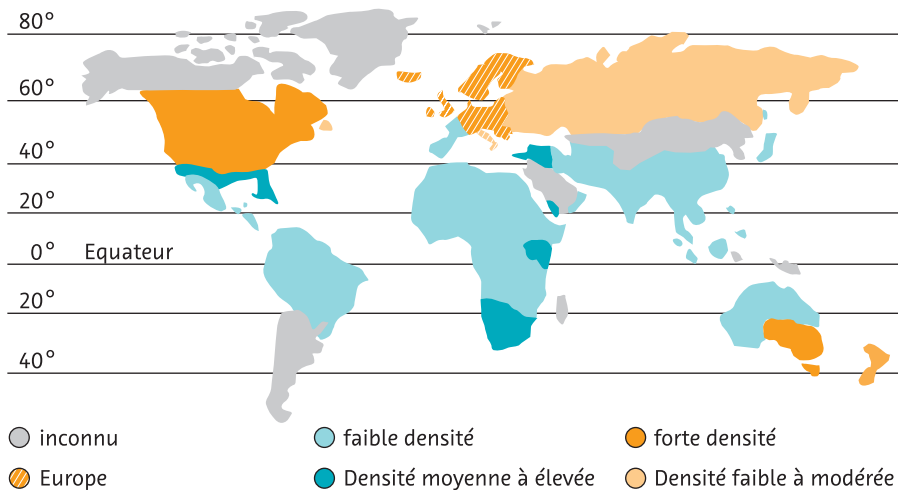 80°
60°
40°
20°
0° Equateur
20°
40°
inconnu
faible densité
forte densité
Europe
Densité moyenne à élevée
Densité faible à modérée